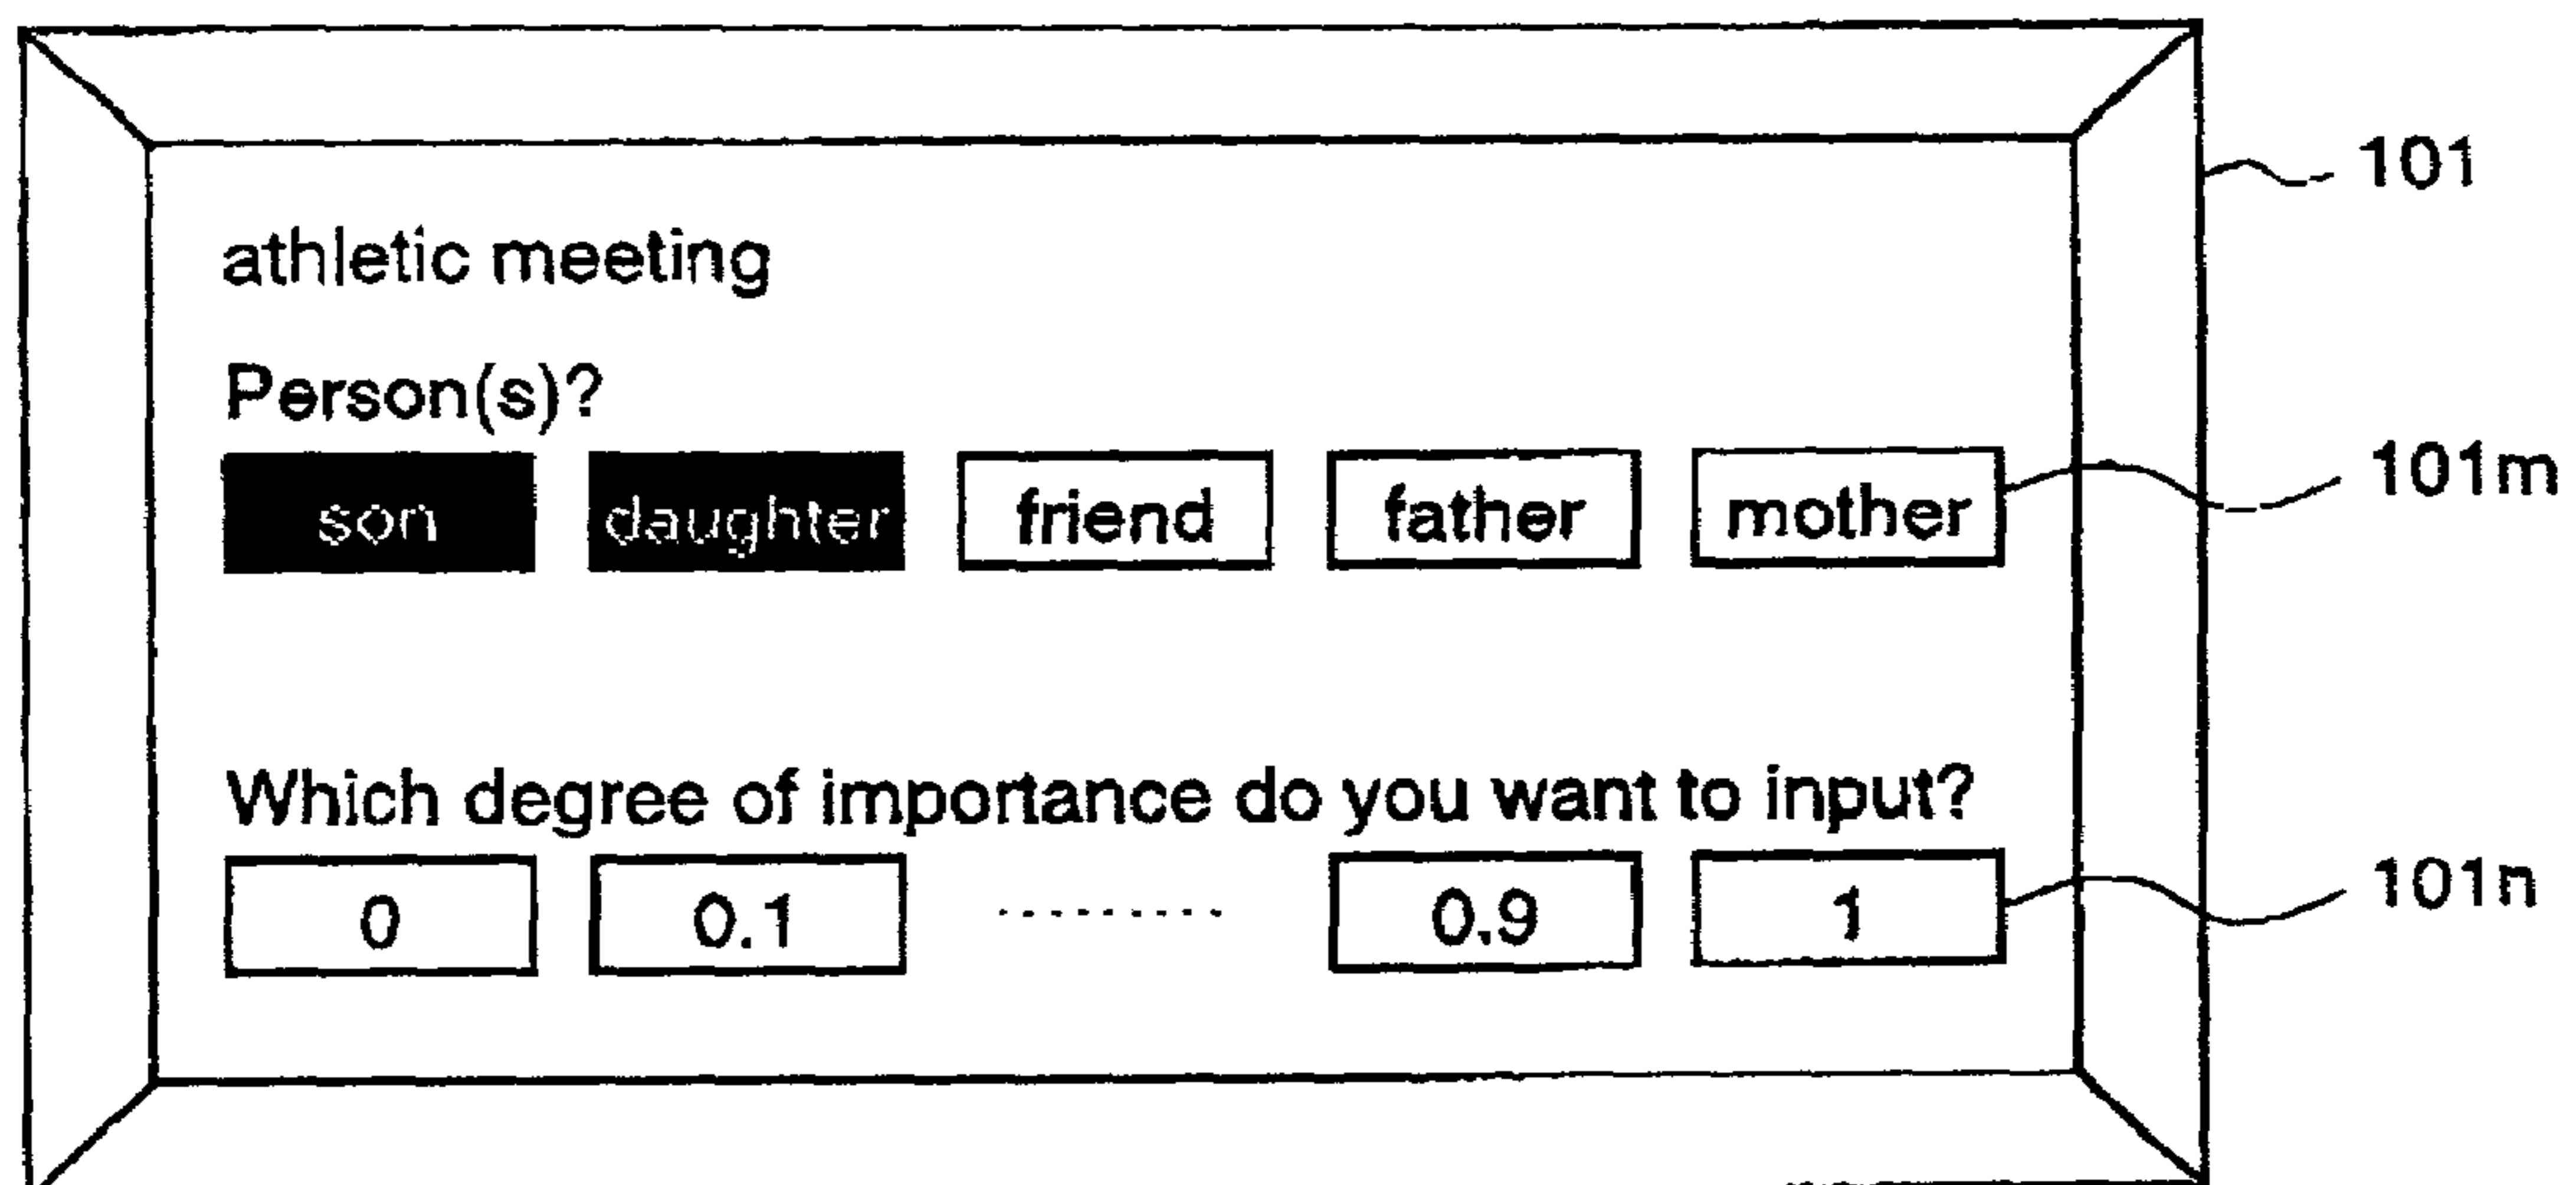 101
athletic meeting
Person(s)?
son daughter friend father mother 101m
Which degree of importance do you want to input?
0 0.1 ......... 0.9 1 101n